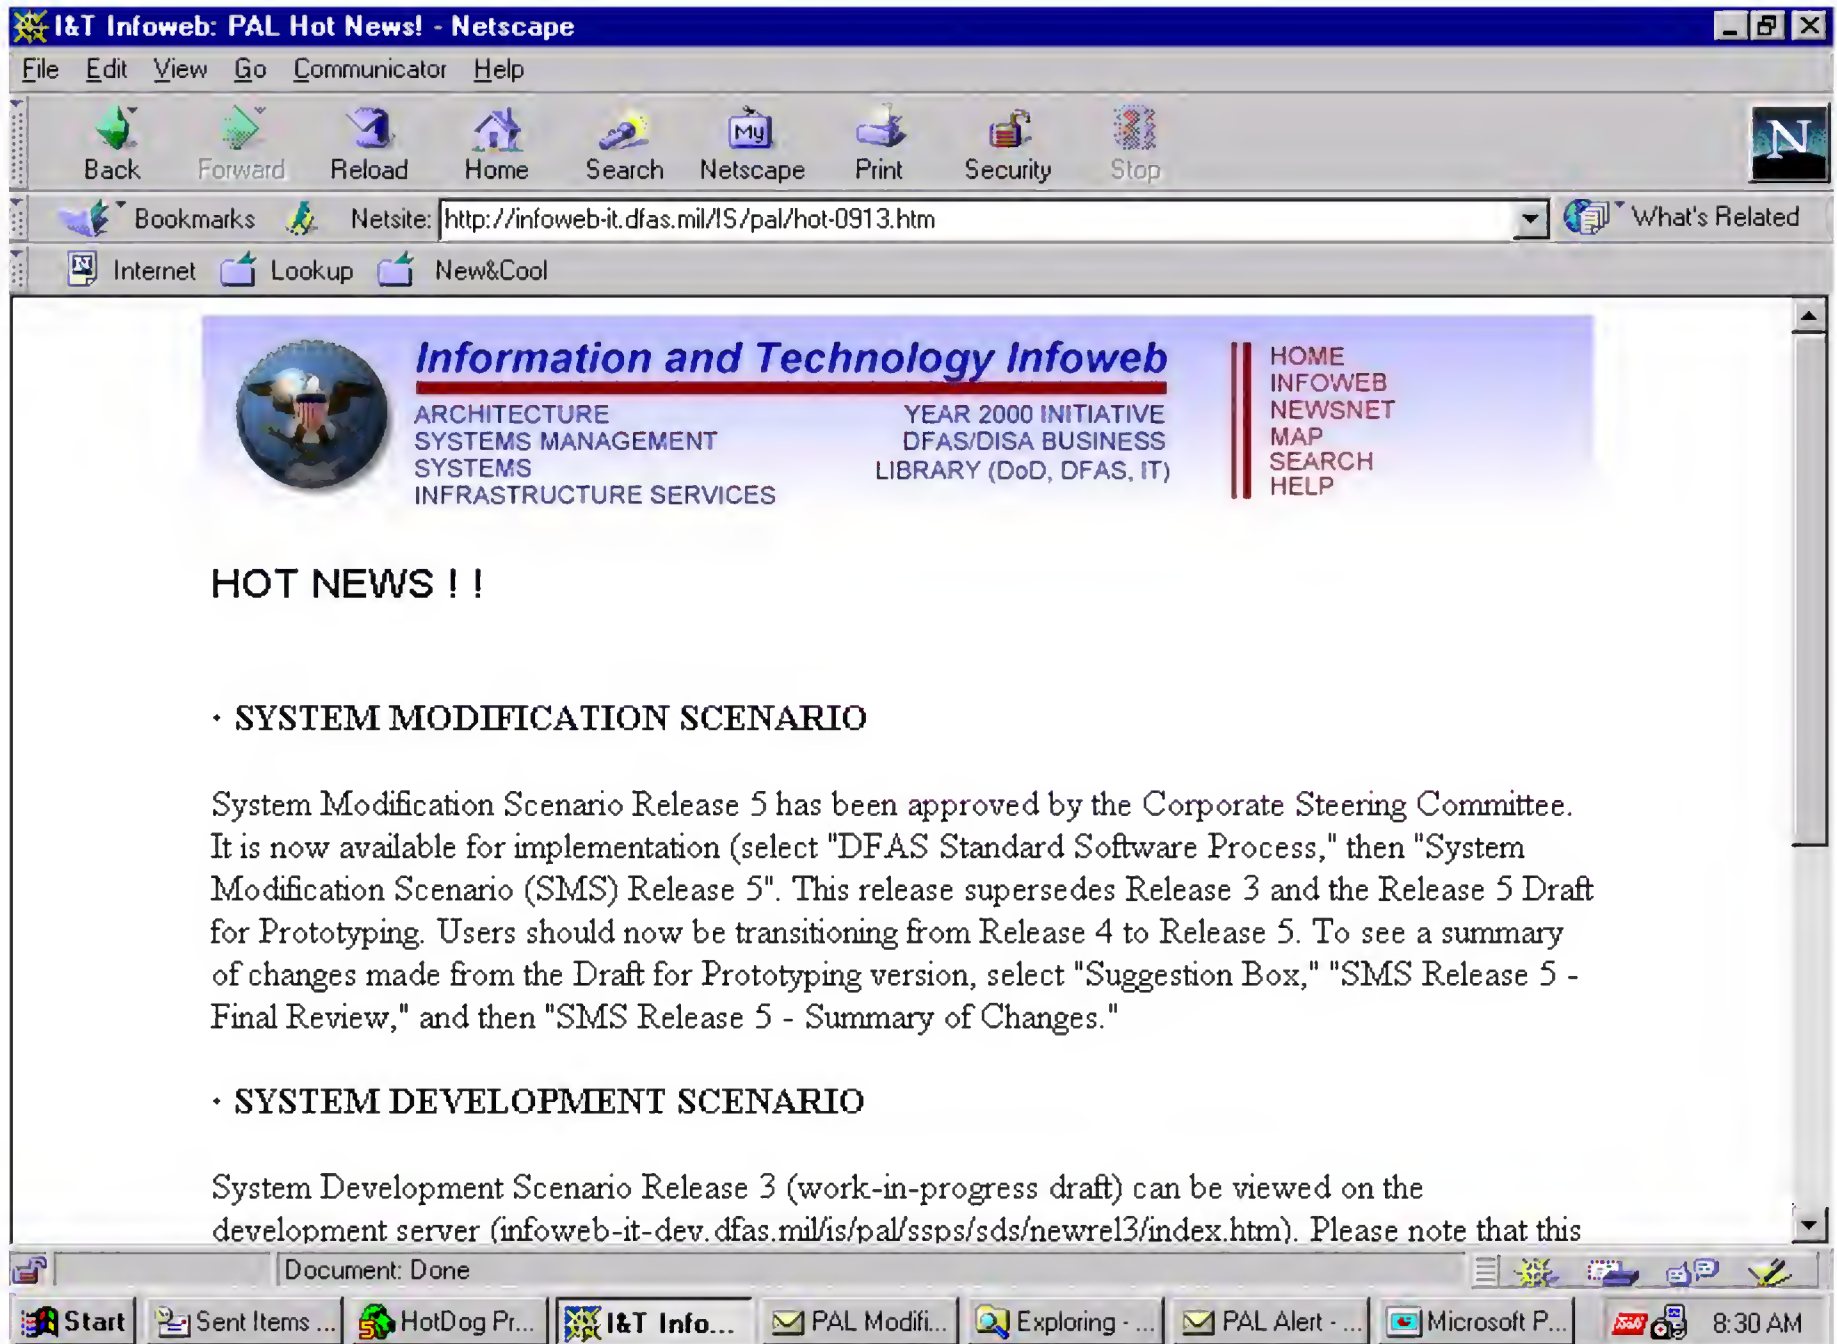 I&T Infoweb: PAL Hot News! - Netscape
File Edit View Go Communicator Help
My
N
Back Forward Reload Home Search Netscape Print Security Stop
Bookmarks Netsite: http://infoweb-it.dfas.mil/IS/pal/hot-0913.htm What's Related
N Internet Lookup New&Cool
Information and Technology Infoweb
ARCHITECTURE
SYSTEMS MANAGEMENT
SYSTEMS
INFRASTRUCTURE SERVICES
YEAR 2000 INITIATIVE
DFAS/DISA BUSINESS
LIBRARY (DoD, DFAS, IT)
HOME
INFOWEB
NEWSNET
MAP
SEARCH
HELP
HOT NEWS ! !
· SYSTEM MODIFICATION SCENARIO
System Modification Scenario Release 5 has been approved by the Corporate Steering Committee.
It is now available for implementation (select "DFAS Standard Software Process," then "System
Modification Scenario (SMS) Release 5". This release supersedes Release 3 and the Release 5 Draft
for Prototyping. Users should now be transitioning from Release 4 to Release 5. To see a summary
of changes made from the Draft for Prototyping version, select "Suggestion Box," "SMS Release 5 -
Final Review," and then "SMS Release 5 - Summary of Changes."
· SYSTEM DEVELOPMENT SCENARIO
System Development Scenario Release 3 (work-in-progress draft) can be viewed on the
development server (infoweb-it-dev.dfas.mil/is/pal/ssps/sds/newrel3/index.htm). Please note that this
Document: Done
Start Sent Items ... HotDog Pr... I&T Info... PAL Modifi... Exploring - ... PAL Alert - ... Microsoft P... 8:30 AM